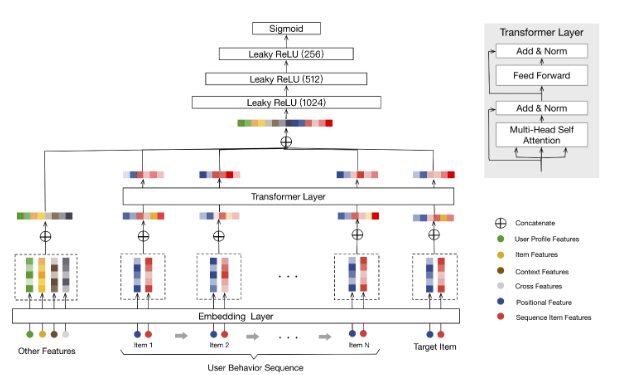 Sigmoid
Leaky ReLU (256)
Leaky ReLU (512)
Leaky ReLU (1024)
Transformer Layer
Embedding Layer
Other Features
Item 1
Item 2
. . .
Item N
Target Item
User Behavior Sequence
Transformer Layer
Add & Norm
Feed Forward
Add & Norm
Multi-Head Self
Attention
Concatenate
User Profile Features
Item Features
Context Features
Cross Features
Positional Feature
Sequence Item Features